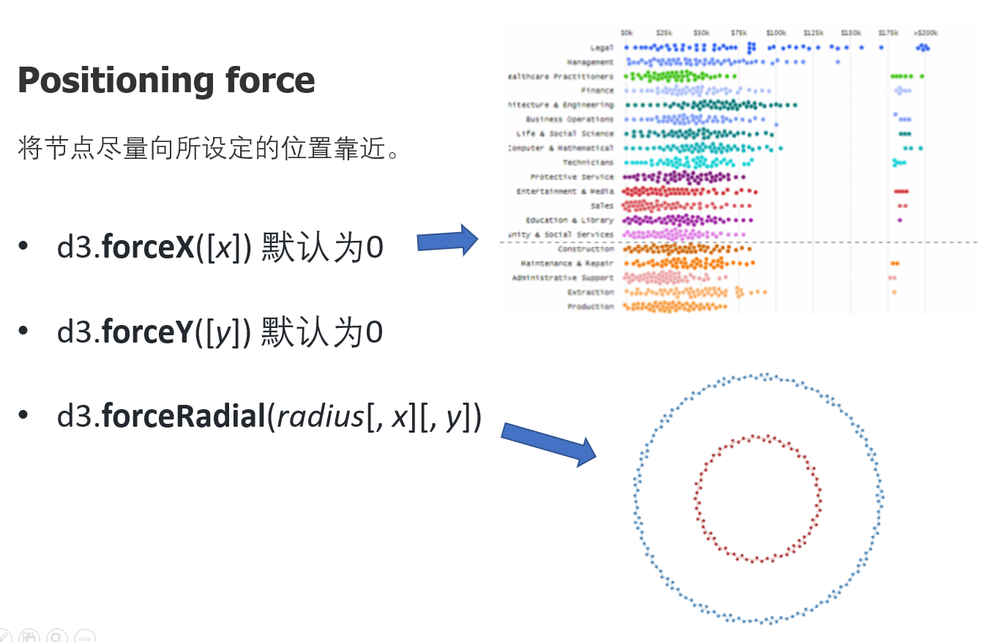 Positioning force
将节点尽量向所设定的位置靠近。
• d3.forceX([x]) 默认为0
• d3.forceY([y]) 默认为0
• d3.forceRadial(radius[, x][, y])
$0k $25k $50k $75k $100k $125k $150k $175k >$200k
Legal
Management
ealthcare Practitioners
Finance
hitecture & Engineering
Business Operations
Life & Social Science
Computer & Mathematical
Technicians
Protective Service
Entertainment & Media
Sales
Education & Library
unity & Social Services
Construction
Maintenance & Repair
Administrative Support
Extraction
Production